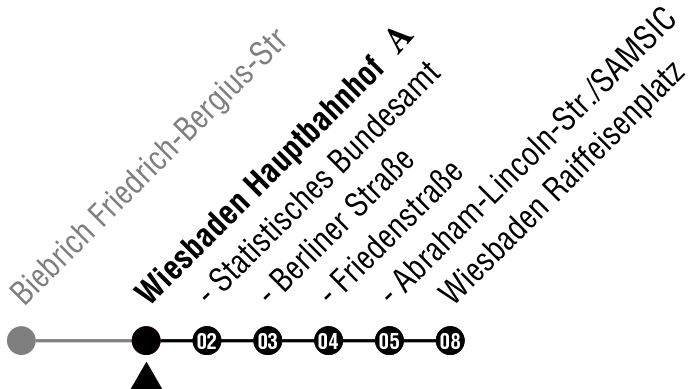 Biebrich Friedrich-Bergius-Str
Wiesbaden Hauptbahnhof A
- Statistisches Bundesamt
- Berliner Straße
- Friedenstraße
- Abraham-Lincoln-Str./SAMSIC
Wiesbaden Raiffeisenplatz
02 03 04 05 08